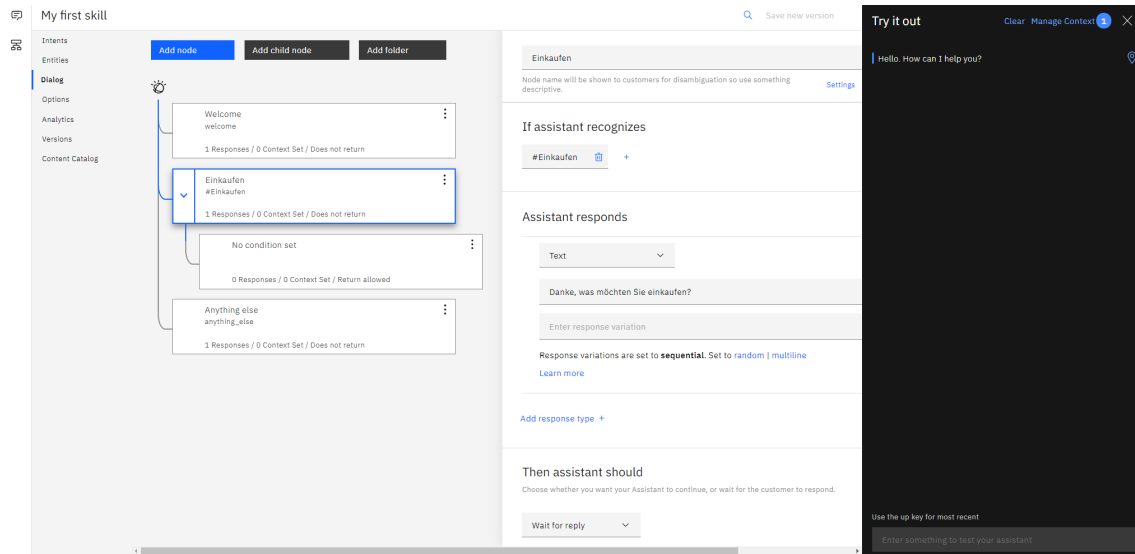 My first skill
Save new version
Intents
Entities
Dialog
Options
Analytics
Versions
Content Catalog
Add node
Add child node
Add folder
Welcome
welcome
1 Responses / 0 Context Set / Does not return
Einkaufen
#Einkaufen
1 Responses / 0 Context Set / Does not return
No condition set
0 Responses / 0 Context Set / Return allowed
Anything else
anything_else
1 Responses / 0 Context Set / Does not return
Einkaufen
Node name will be shown to customers for disambiguation so use something
descriptive.
Settings
If assistant recognizes
#Einkaufen
+
Assistant responds
Text
Danke, was möchten Sie einkaufen?
Enter response variation
Response variations are set to sequential. Set to random | multiline
Learn more
Add response type +
Then assistant should
Choose whether you want your Assistant to continue, or wait for the customer to respond.
Wait for reply
Try it out
Clear Manage Context 1
Hello. How can I help you?
Use the up key for most recent
Enter something to test your assistant